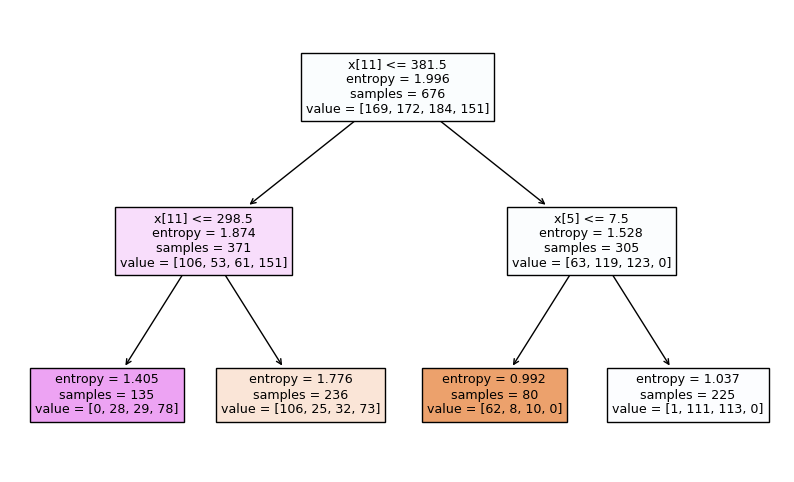 x[11] <= 381.5
entropy = 1.996
samples = 676
value = [169, 172, 184, 151]
x[11] <= 298.5
entropy = 1.874
samples = 371
value = [106, 53, 61, 151]
x[5] <= 7.5
entropy = 1.528
samples = 305
value = [63, 119, 123, 0]
entropy = 1.405
samples = 135
value = [0, 28, 29, 78]
entropy = 1.776
samples = 236
value = [106, 25, 32, 73]
entropy = 0.992
samples = 80
value = [62, 8, 10, 0]
entropy = 1.037
samples = 225
value = [1, 111, 113, 0]